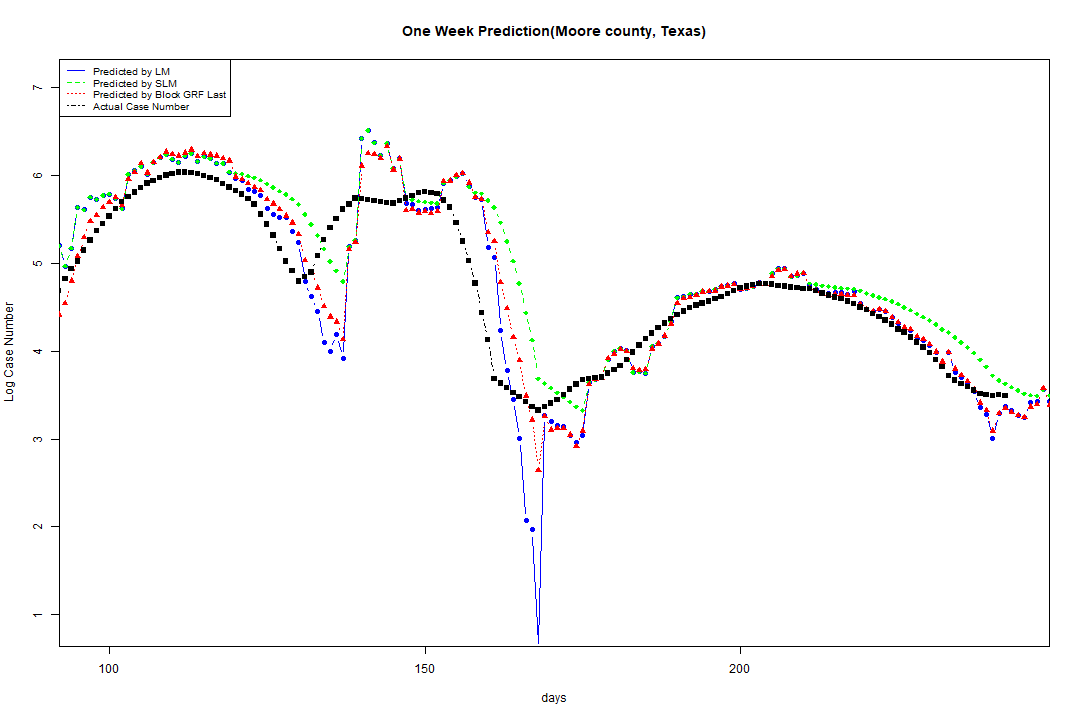 One Week Prediction(Moore county, Texas)
Predicted by LM
Predicted by SLM
Predicted by Block GRF Last
Actual Case Number
7
6
5
4
3
2
1
Log Case Number
100 150 200
days